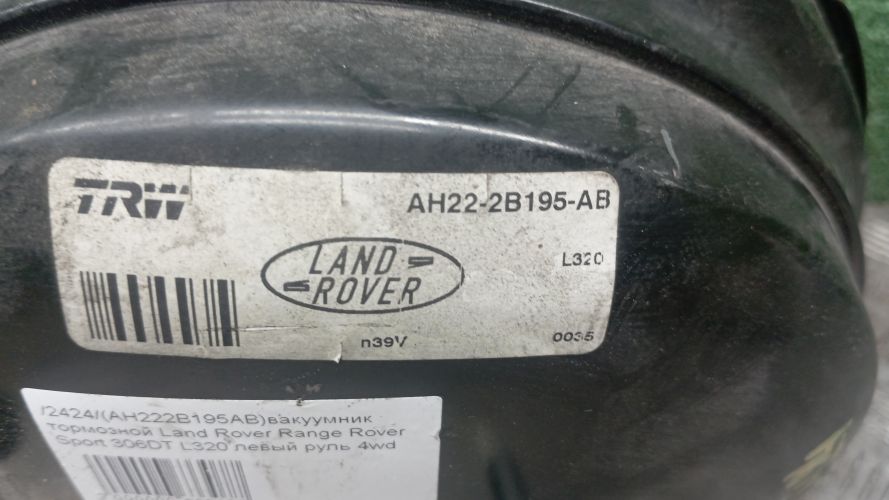 TRW
AH22-2B195-AB
LAND
ROVER
L320
n39V
0035
/2424/(AH222B195AB)вакуумник
тормозной Land Rover Range Rover
Sport 306DT L320 левый руль 4wd